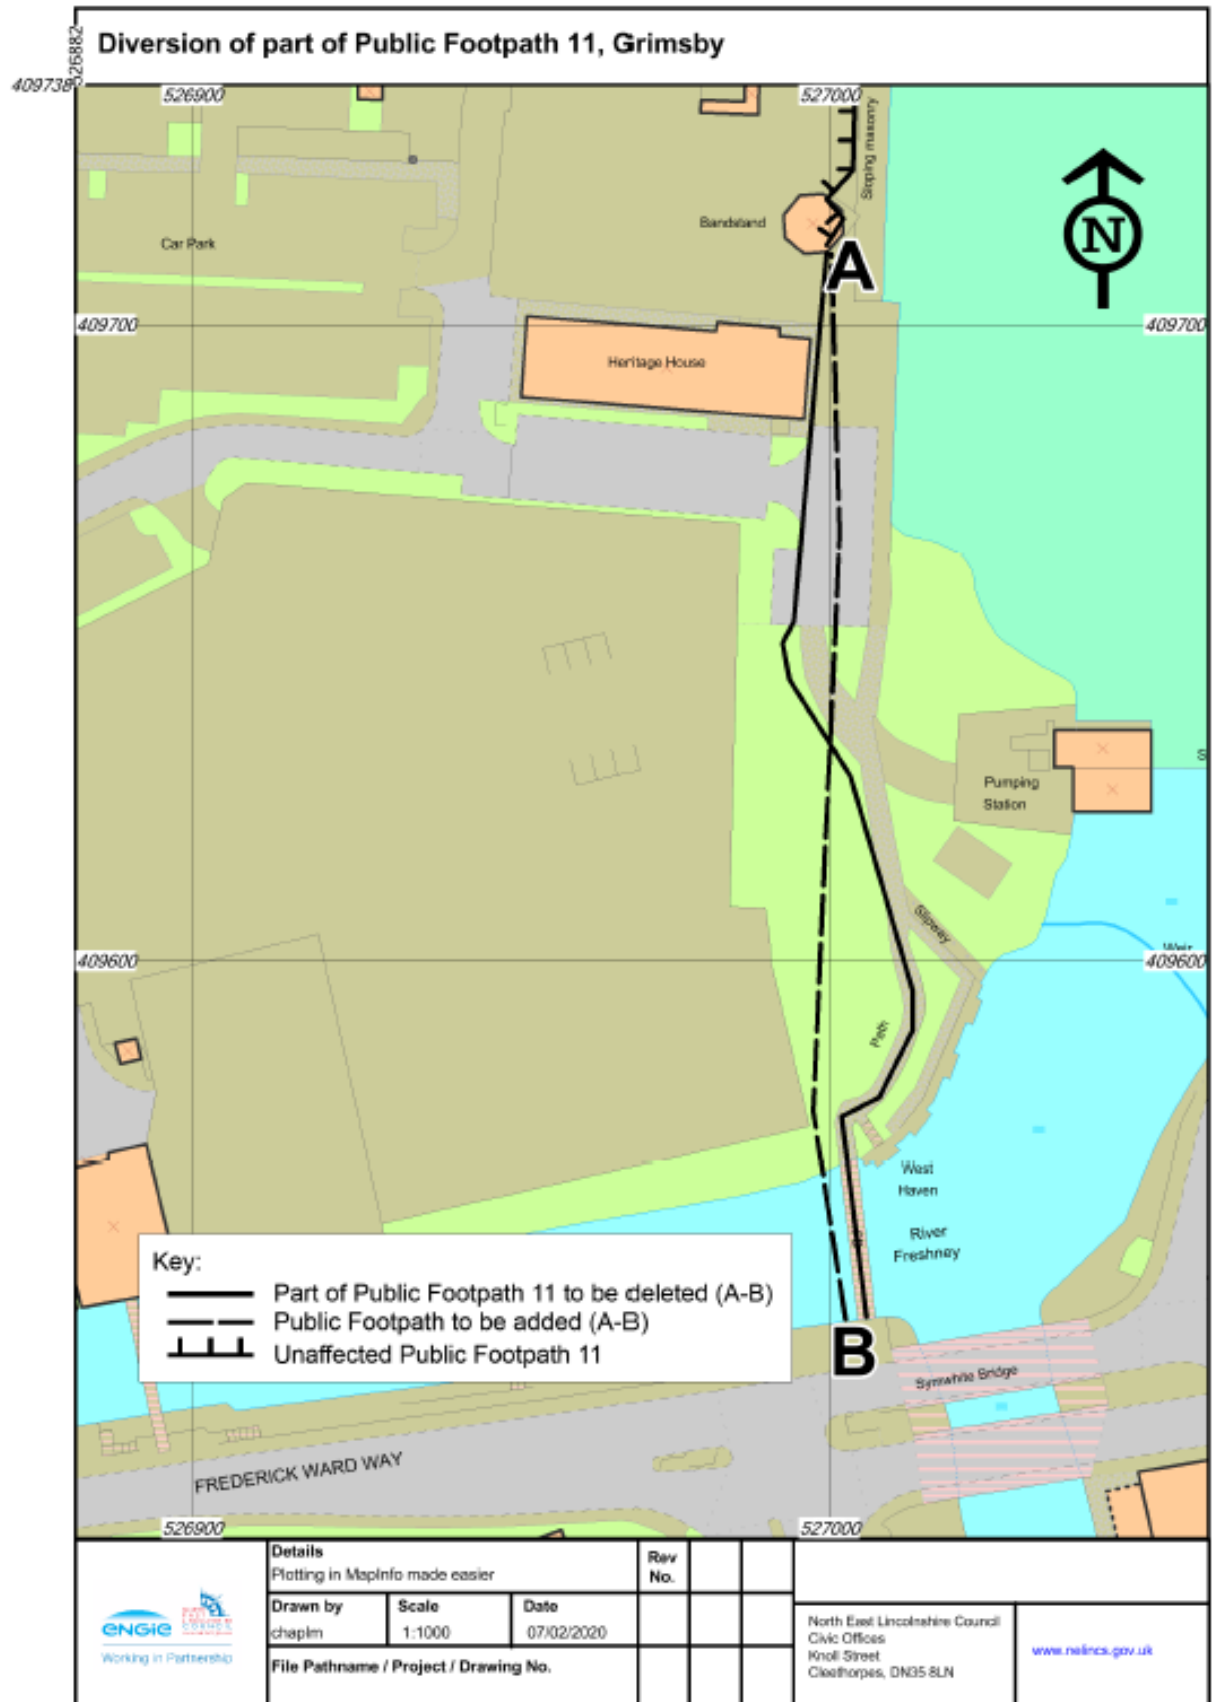 Diversion of part of Public Footpath 11, Grimsby
526882
409738
526900
527000
Sloping masonry
Bandstand
Car Park
N
A
409700
409700
Heritage House
Pumping
Station
S
Slipway
Weir
409600
409600
Path
West
Haven
River
Freshney
FB
Key:
Part of Public Footpath 11 to be deleted (A-B)
Public Footpath to be added (A-B)
Unaffected Public Footpath 11
B
Symwhite Bridge
FREDERICK WARD WAY
526900
527000
Details
Plotting in MapInfo made easier
Rev
No.
Drawn by
chaplm
Scale
1:1000
Date
07/02/2020
File Pathname / Project / Drawing No.
ENGIE
Working in Partnership
North East Lincolnshire Council
Civic Offices
Knoll Street
Cleethorpes, DN35 8LN
www.nelincs.gov.uk